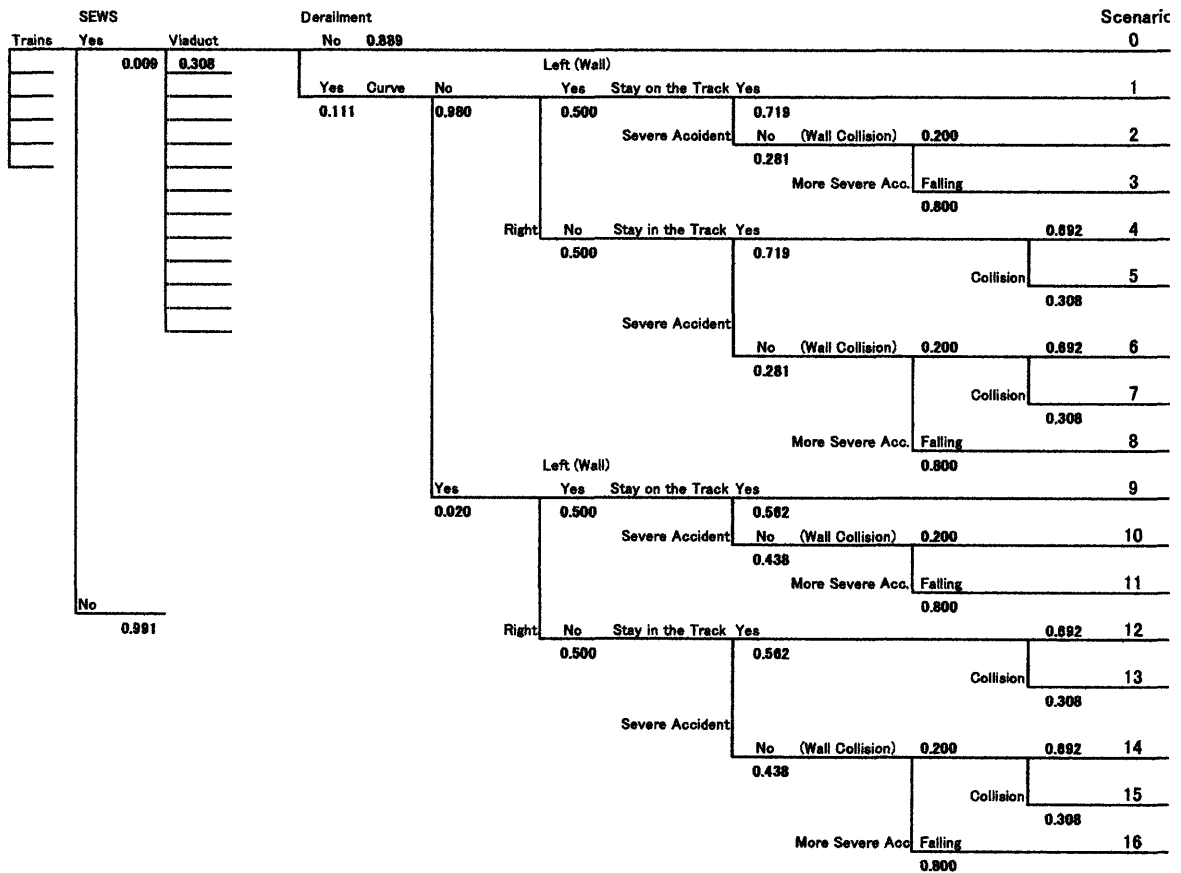 SEWS Derailment Scenaric
Trains Yes Viaduct No 0.889 0
0.009 0.308 Left (Wall)
Yes Curve No Yes Stay on the Track Yes 1
0.111 0.980 0.500 0.719
Severe Accident No (Wall Collision) 0.200 2
0.281
More Severe Acc. Falling 3
0.800
Right No Stay in the Track Yes 0.692 4
0.500 0.719
Collision 5
0.308
Severe Accident
No (Wall Collision) 0.200 0.692 6
0.281
Collision 7
0.308
More Severe Acc. Falling 8
0.800
Left (Wall)
Yes Yes Stay on the Track Yes 9
0.020 0.500 0.562
Severe Accident No (Wall Collision) 0.200 10
0.438
More Severe Acc. Falling 11
No 0.800
0.991 Right No Stay in the Track Yes 0.692 12
0.500 0.562
Collision 13
0.308
Severe Accident
No (Wall Collision) 0.200 0.692 14
0.438
Collision 15
0.308
More Severe Acc Falling 16
0.800